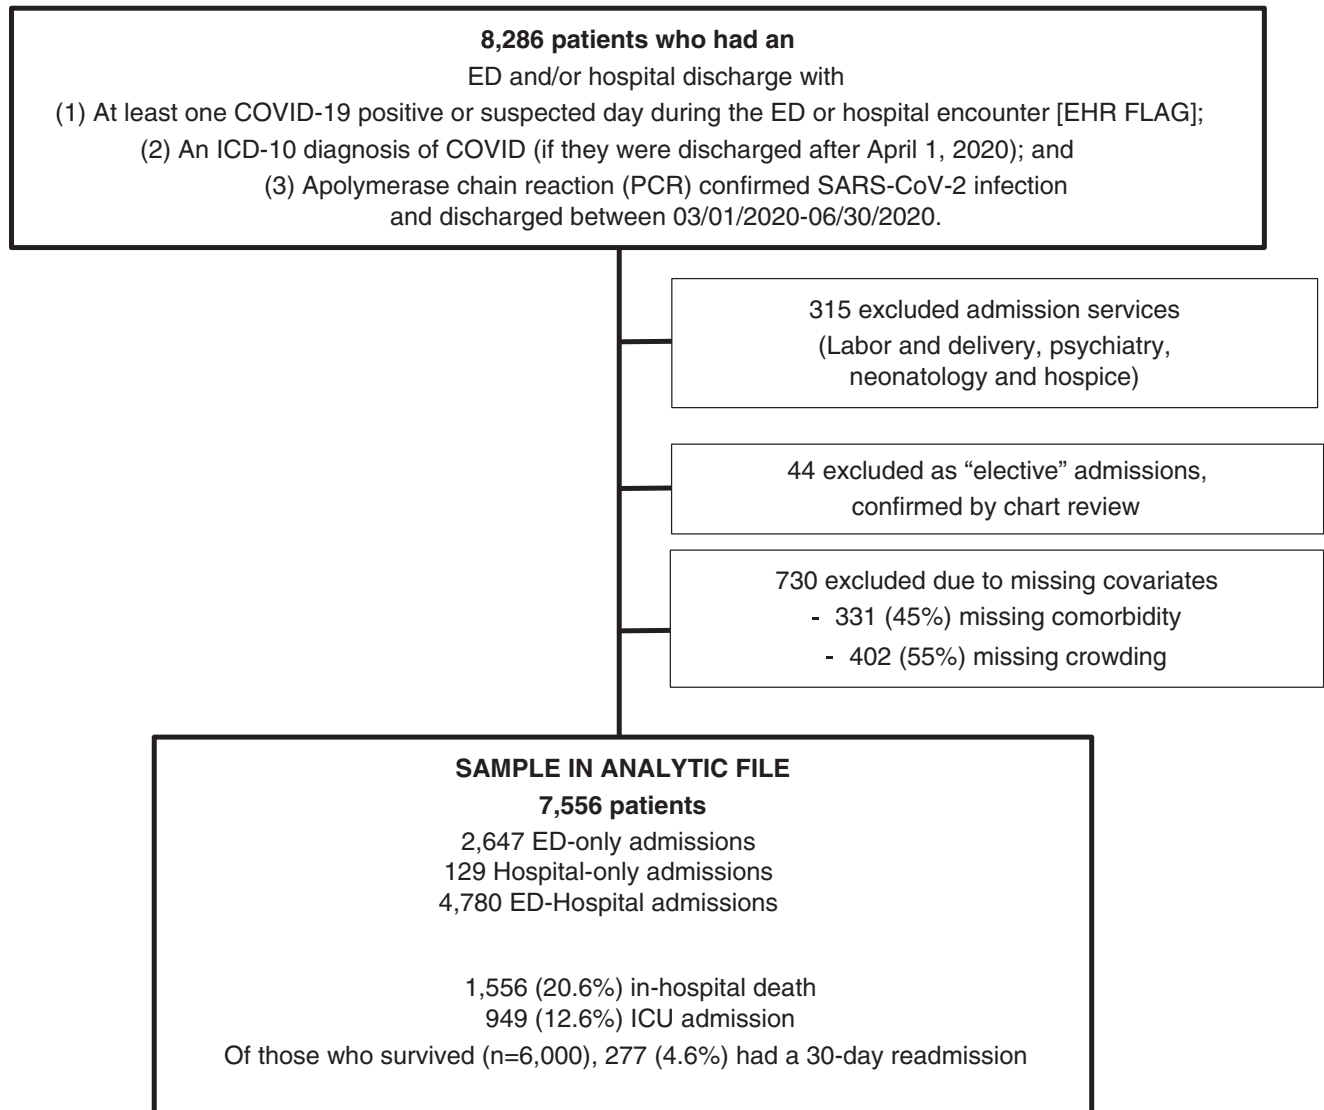 8,286 patients who had an
ED and/or hospital discharge with
(1) At least one COVID-19 positive or suspected day during the ED or hospital encounter [EHR FLAG];
(2) An ICD-10 diagnosis of COVID (if they were discharged after April 1, 2020); and
(3) Apolymerase chain reaction (PCR) confirmed SARS-CoV-2 infection
and discharged between 03/01/2020-06/30/2020.
315 excluded admission services
(Labor and delivery, psychiatry,
neonatology and hospice)
44 excluded as “elective” admissions,
confirmed by chart review
730 excluded due to missing covariates
- 331 (45%) missing comorbidity
- 402 (55%) missing crowding
SAMPLE IN ANALYTIC FILE
7,556 patients
2,647 ED-only admissions
129 Hospital-only admissions
4,780 ED-Hospital admissions
1,556 (20.6%) in-hospital death
949 (12.6%) ICU admission
Of those who survived (n=6,000), 277 (4.6%) had a 30-day readmission